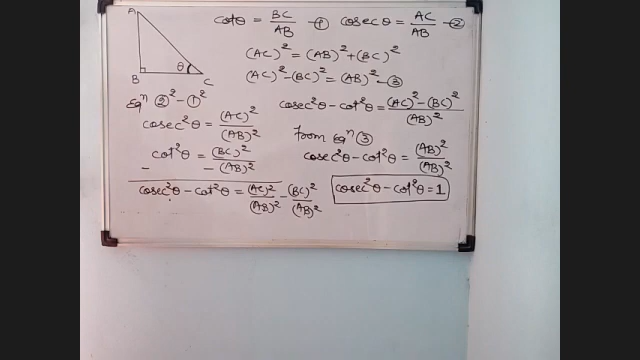 A
B
C
θ
cotθ = BC/AB - ① cosecθ = AC/AB - ②
(AC)² = (AB)² + (BC)²
(AC)² - (BC)² = (AB)² - ③
Eqⁿ ②² - ①²
cosec²θ = (AC)²/(AB)²
cot²θ = (BC)²/(AB)²
- -
cosec²θ - cot²θ = (AC)²/(AB)² - (BC)²/(AB)²
cosec²θ - cot²θ = (AC)² - (BC)²/(AB)²
from Eqⁿ ③
cosec²θ - cot²θ = (AB)²/(AB)²
cosec²θ - cot²θ = 1